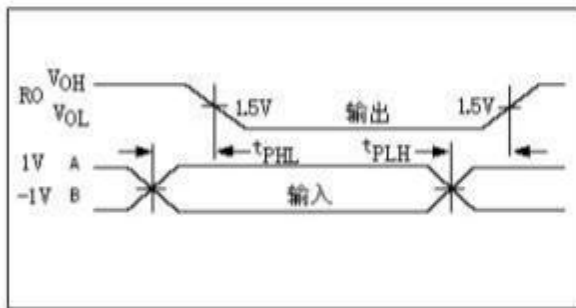 VOH
RO
VOL
1.5V
输出
1.5V
tPHL
tPLH
1V A
-1V B
输入